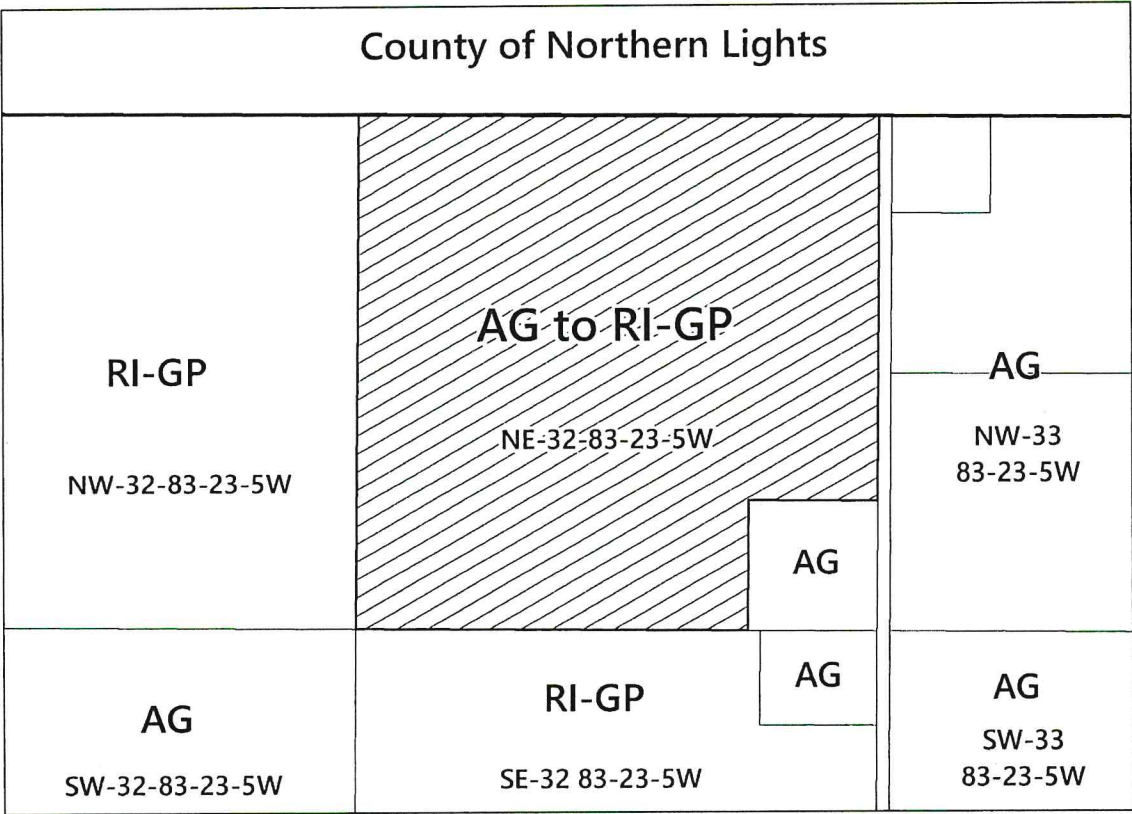 County of Northern Lights
RI-GP
NW-32-83-23-5W
AG to RI-GP
NE-32-83-23-5W
AG
AG
NW-33
83-23-5W
AG
SW-32-83-23-5W
RI-GP
SE-32 83-23-5W
AG
AG
SW-33
83-23-5W